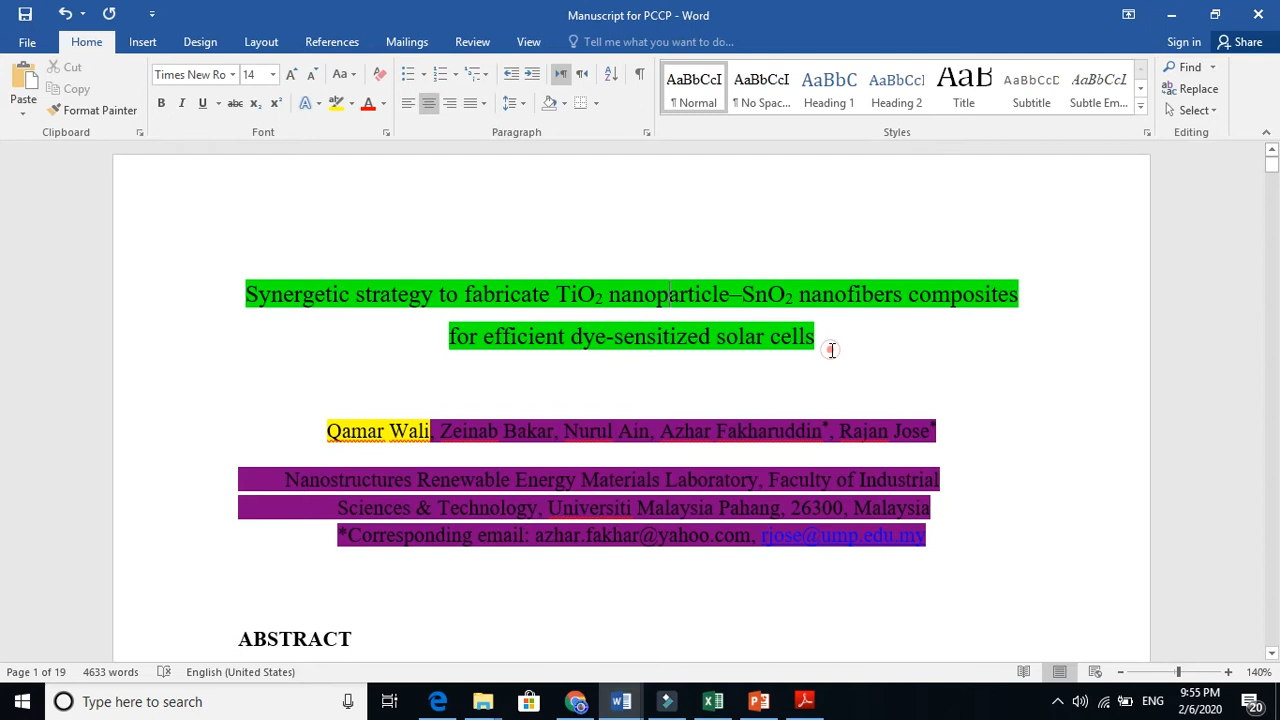 Manuscript for PCCP - Word
File Home Insert Design Layout References Mailings Review View Tell me what you want to do... Sign in Share
Paste
Cut
Copy
Format Painter
Clipboard
Times New Ro 14 Aa
B I U abc x₂ x² A A
Font
Paragraph
AaBbCcI AaBbCcI AaBbC AaBbCcI AaB AaBbCcD AaBbCcI
¶ Normal ¶ No Spac... Heading 1 Heading 2 Title Subtitle Subtle Em...
Styles
Find
Replace
Select
Editing
Synergetic strategy to fabricate TiO₂ nanoparticle–SnO₂ nanofibers composites
for efficient dye-sensitized solar cells
Qamar Wali, Zeinab Bakar, Nurul Ain, Azhar Fakharuddin*, Rajan Jose*
Nanostructures Renewable Energy Materials Laboratory, Faculty of Industrial
Sciences & Technology, Universiti Malaysia Pahang, 26300, Malaysia
*Corresponding email: azhar.fakhar@yahoo.com, rjose@ump.edu.my
ABSTRACT
Page 1 of 19 4633 words English (United States) 140%
Type here to search
ENG
9:55 PM
2/6/2020
20